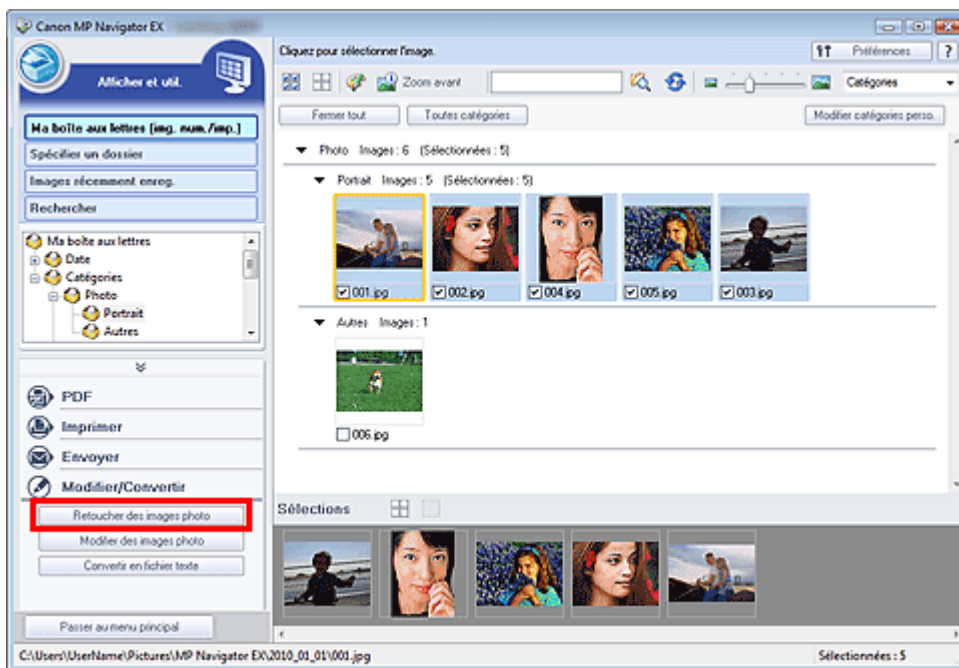 Canon MP Navigator EX
Afficher et util.
Ma boîte aux lettres [img. num./imp.]
Spécifier un dossier
Images récemment enreg.
Rechercher
Ma boîte aux lettres
Date
Catégories
Photo
Portrait
Autres
PDF
Imprimer
Envoyer
Modifier/Convertir
Retoucher des images photo
Modifier des images photo
Convertir en fichier texte
Passer au menu principal
Cliquez pour sélectionner l'image.
Préférences
?
Zoom avant
Catégories
Fermer tout
Toutes catégories
Modifier catégories perso.
Photo Images : 6 (Sélectionnées : 5)
Portrait Images : 5 (Sélectionnées : 5)
001.jpg
002.jpg
004.jpg
005.jpg
003.jpg
Autres Images : 1
006.jpg
Sélections
C:\Users\UserName\Pictures\MP Navigator EX\2010_01_01\001.jpg
Sélectionnées : 5